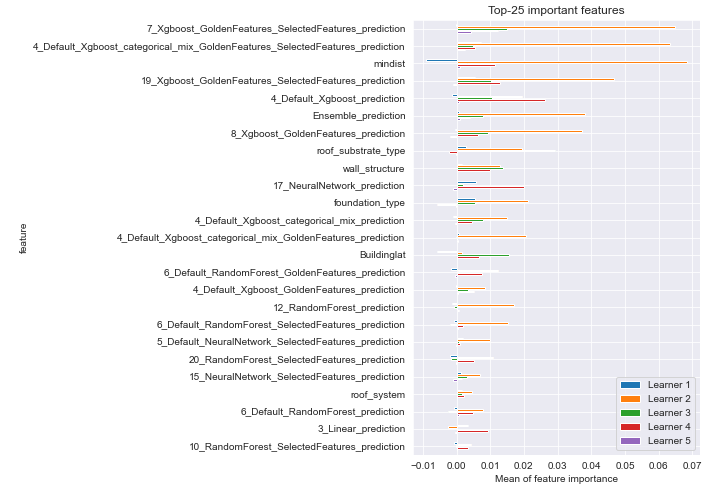 Top-25 important features
7_Xgboost_GoldenFeatures_SelectedFeatures_prediction
4_Default_Xgboost_categorical_mix_GoldenFeatures_SelectedFeatures_prediction
mindist
19_Xgboost_GoldenFeatures_SelectedFeatures_prediction
4_Default_Xgboost_prediction
Ensemble_prediction
8_Xgboost_GoldenFeatures_prediction
roof_substrate_type
wall_structure
17_NeuralNetwork_prediction
foundation_type
4_Default_Xgboost_categorical_mix_prediction
4_Default_Xgboost_categorical_mix_GoldenFeatures_prediction
Buildinglat
6_Default_RandomForest_GoldenFeatures_prediction
4_Default_Xgboost_GoldenFeatures_prediction
12_RandomForest_prediction
6_Default_RandomForest_SelectedFeatures_prediction
5_Default_NeuralNetwork_SelectedFeatures_prediction
20_RandomForest_SelectedFeatures_prediction
15_NeuralNetwork_SelectedFeatures_prediction
roof_system
6_Default_RandomForest_prediction
3_Linear_prediction
10_RandomForest_SelectedFeatures_prediction
feature
Learner 1
Learner 2
Learner 3
Learner 4
Learner 5
−0.01 0.00 0.01 0.02 0.03 0.04 0.05 0.06 0.07
Mean of feature importance